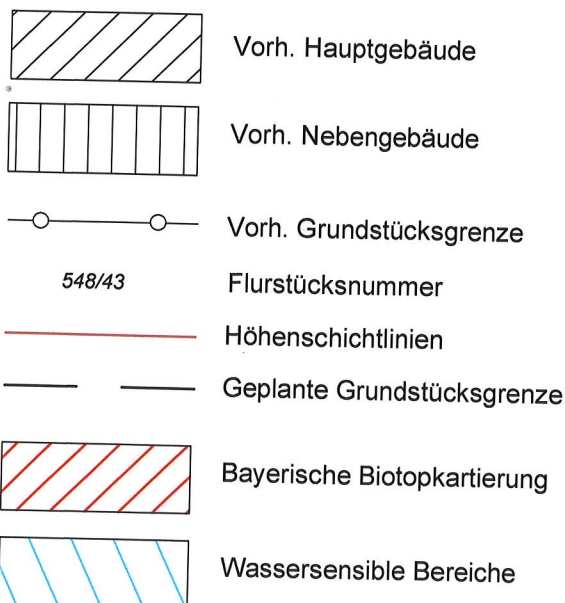 Vorh. Hauptgebäude
Vorh. Nebengebäude
Vorh. Grundstücksgrenze
548/43 Flurstücksnummer
Höhenschichtlinien
Geplante Grundstücksgrenze
Bayerische Biotopkartierung
Wassersensible Bereiche